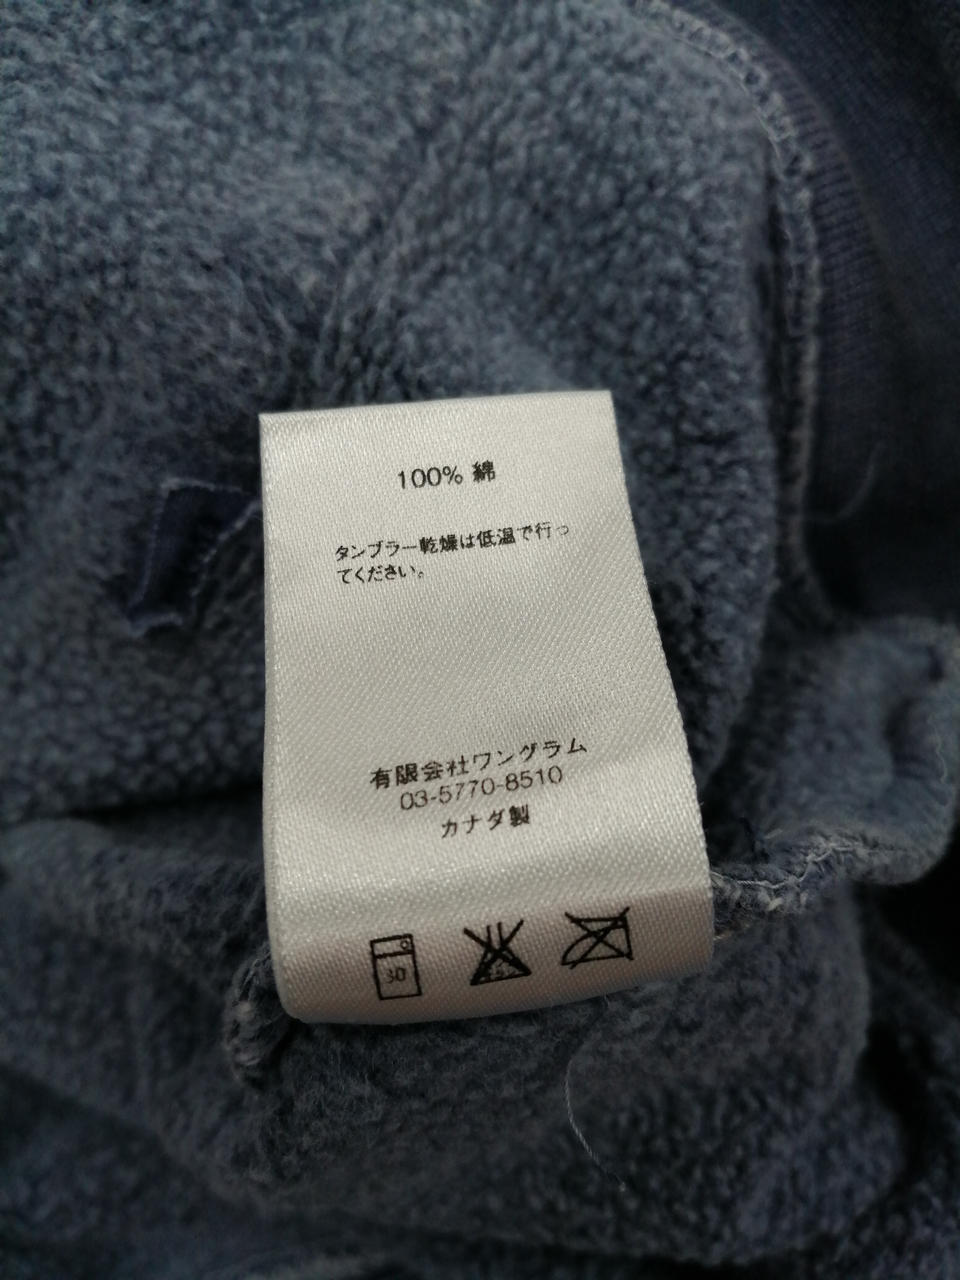 100% 綿
タンブラー乾燥は低温で行っ
てください。
有限会社ワングラム
03-5770-8510
カナダ製
30